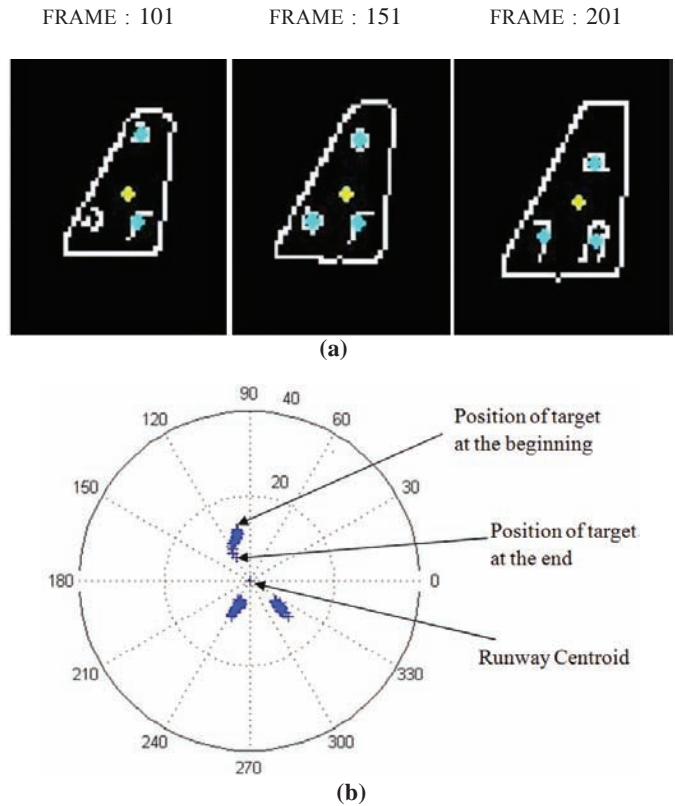 FRAME : 101 FRAME : 151 FRAME : 201
(a)
90
40
120
60
Position of target
at the beginning
150
20
30
Position of target
at the end
180
0
Runway Centroid
210
330
240
300
270
(b)